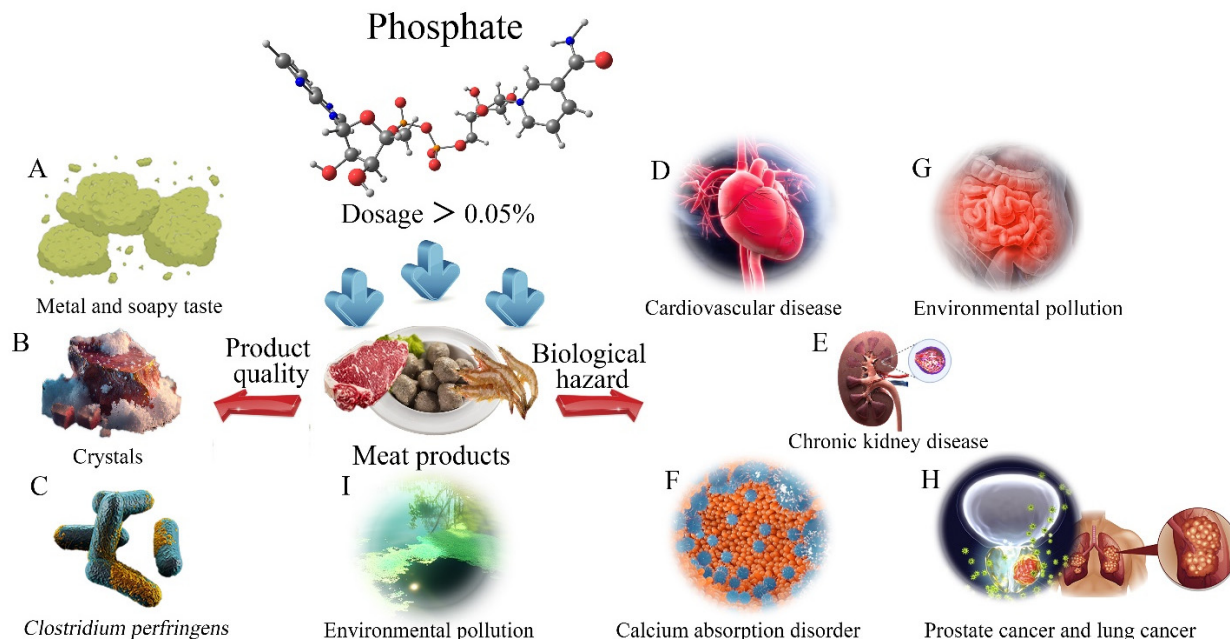 Phosphate
Dosage > 0.05%
A
Metal and soapy taste
B
Crystals
C
Clostridium perfringens
Product
quality
Meat products
Biological
hazard
I
Environmental pollution
D
Cardiovascular disease
G
Environmental pollution
E
Chronic kidney disease
F
Calcium absorption disorder
H
Prostate cancer and lung cancer